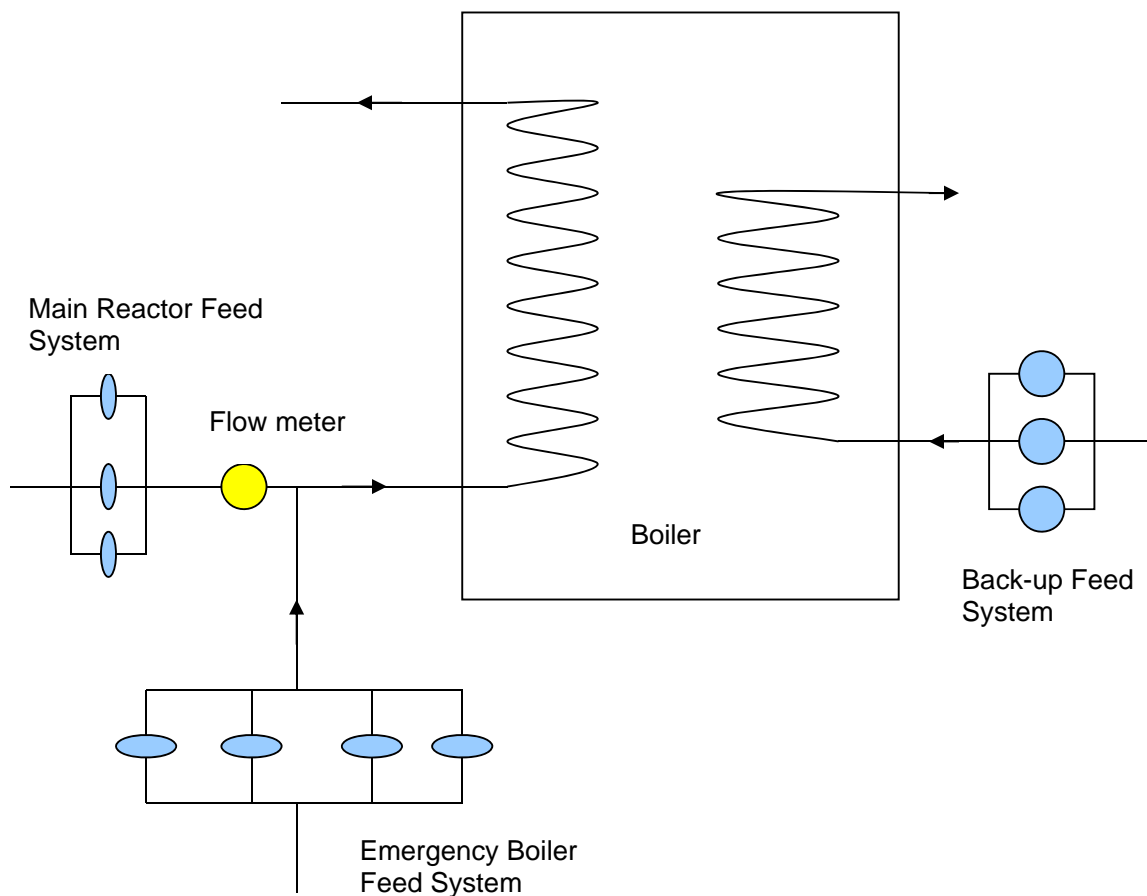 Main Reactor Feed
System
Flow meter
Boiler
Back-up Feed
System
Emergency Boiler
Feed System